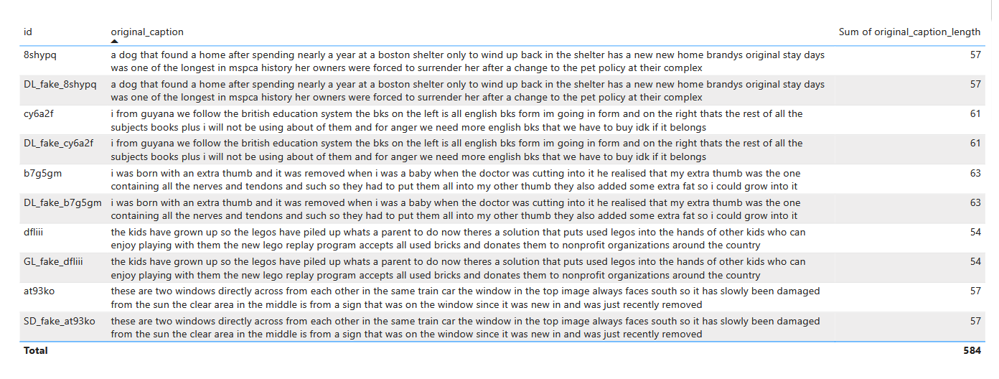 id original_caption Sum of original_caption_length
8shypq a dog that found a home after spending nearly a year at a boston shelter only to wind up back in the shelter has a new new home brandys original stay days 57
was one of the longest in mspca history her owners were forced to surrender her after a change to the pet policy at their complex
DL_fake_8shypq a dog that found a home after spending nearly a year at a boston shelter only to wind up back in the shelter has a new new home brandys original stay days 57
was one of the longest in mspca history her owners were forced to surrender her after a change to the pet policy at their complex
cy6a2f i from guyana we follow the british education system the bks on the left is all english bks form im going in form and on the right thats the rest of all the 61
subjects books plus i will not be using about of them and for anger we need more english bks that we have to buy idk if it belongs
DL_fake_cy6a2f i from guyana we follow the british education system the bks on the left is all english bks form im going in form and on the right thats the rest of all the 61
subjects books plus i will not be using about of them and for anger we need more english bks that we have to buy idk if it belongs
b7g5gm i was born with an extra thumb and it was removed when i was a baby when the doctor was cutting into it he realised that my extra thumb was the one 63
containing all the nerves and tendons and such so they had to put them all into my other thumb they also added some extra fat so i could grow into it
DL_fake_b7g5gm i was born with an extra thumb and it was removed when i was a baby when the doctor was cutting into it he realised that my extra thumb was the one 63
containing all the nerves and tendons and such so they had to put them all into my other thumb they also added some extra fat so i could grow into it
dfliii the kids have grown up so the legos have piled up whats a parent to do now theres a solution that puts used legos into the hands of other kids who can 54
enjoy playing with them the new lego replay program accepts all used bricks and donates them to nonprofit organizations around the country
GL_fake_dfliii the kids have grown up so the legos have piled up whats a parent to do now theres a solution that puts used legos into the hands of other kids who can 54
enjoy playing with them the new lego replay program accepts all used bricks and donates them to nonprofit organizations around the country
at93ko these are two windows directly across from each other in the same train car the window in the top image always faces south so it has slowly been damaged 57
from the sun the clear area in the middle is from a sign that was on the window since it was new in and was just recently removed
SD_fake_at93ko these are two windows directly across from each other in the same train car the window in the top image always faces south so it has slowly been damaged 57
from the sun the clear area in the middle is from a sign that was on the window since it was new in and was just recently removed
Total 584